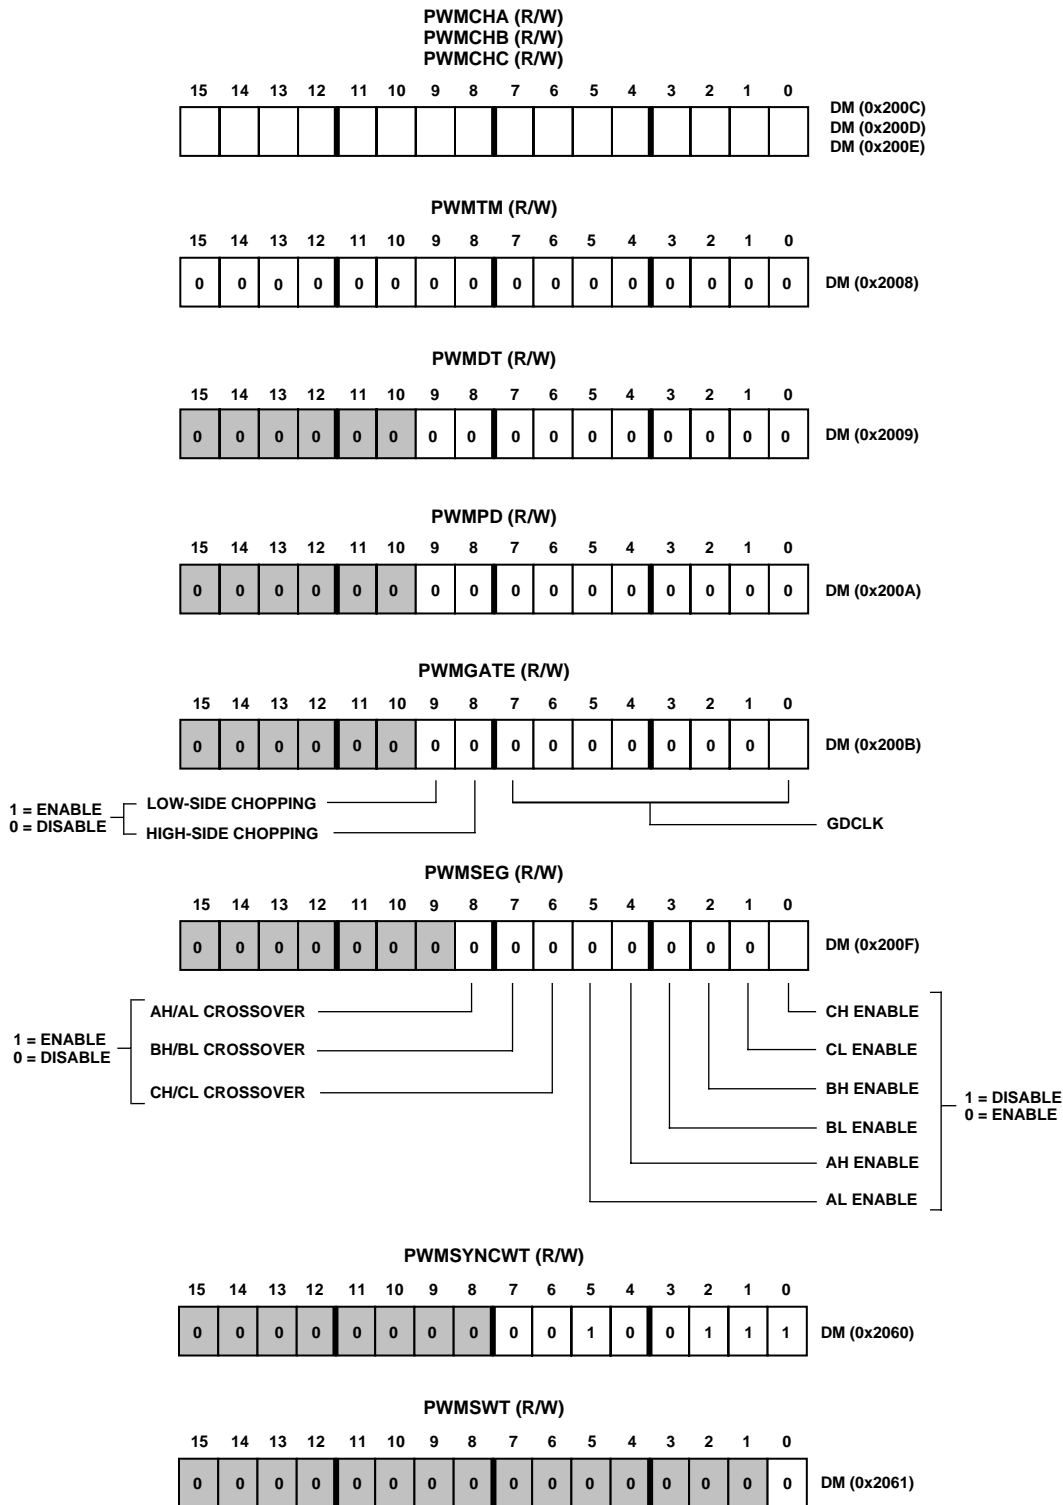 PWMCHA (R/W)
PWMCHB (R/W)
PWMCHC (R/W)
15 14 13 12 11 10 9 8 7 6 5 4 3 2 1 0
DM (0x200C)
DM (0x200D)
DM (0x200E)
PWMTM (R/W)
15 14 13 12 11 10 9 8 7 6 5 4 3 2 1 0
0 0 0 0 0 0 0 0 0 0 0 0 0 0 0 0 DM (0x2008)
PWMDT (R/W)
15 14 13 12 11 10 9 8 7 6 5 4 3 2 1 0
0 0 0 0 0 0 0 0 0 0 0 0 0 0 0 0 DM (0x2009)
PWMPD (R/W)
15 14 13 12 11 10 9 8 7 6 5 4 3 2 1 0
0 0 0 0 0 0 0 0 0 0 0 0 0 0 0 0 DM (0x200A)
PWMGATE (R/W)
15 14 13 12 11 10 9 8 7 6 5 4 3 2 1 0
0 0 0 0 0 0 0 0 0 0 0 0 0 0 0 DM (0x200B)
1 = ENABLE
0 = DISABLE
LOW-SIDE CHOPPING
HIGH-SIDE CHOPPING
GDCLK
PWMSEG (R/W)
15 14 13 12 11 10 9 8 7 6 5 4 3 2 1 0
0 0 0 0 0 0 0 0 0 0 0 0 0 0 0 DM (0x200F)
1 = ENABLE
0 = DISABLE
AH/AL CROSSOVER
BH/BL CROSSOVER
CH/CL CROSSOVER
CH ENABLE
CL ENABLE
BH ENABLE
BL ENABLE
AH ENABLE
AL ENABLE
1 = DISABLE
0 = ENABLE
PWMSYNCWT (R/W)
15 14 13 12 11 10 9 8 7 6 5 4 3 2 1 0
0 0 0 0 0 0 0 0 0 0 1 0 0 1 1 1 DM (0x2060)
PWMSWT (R/W)
15 14 13 12 11 10 9 8 7 6 5 4 3 2 1 0
0 0 0 0 0 0 0 0 0 0 0 0 0 0 0 0 DM (0x2061)